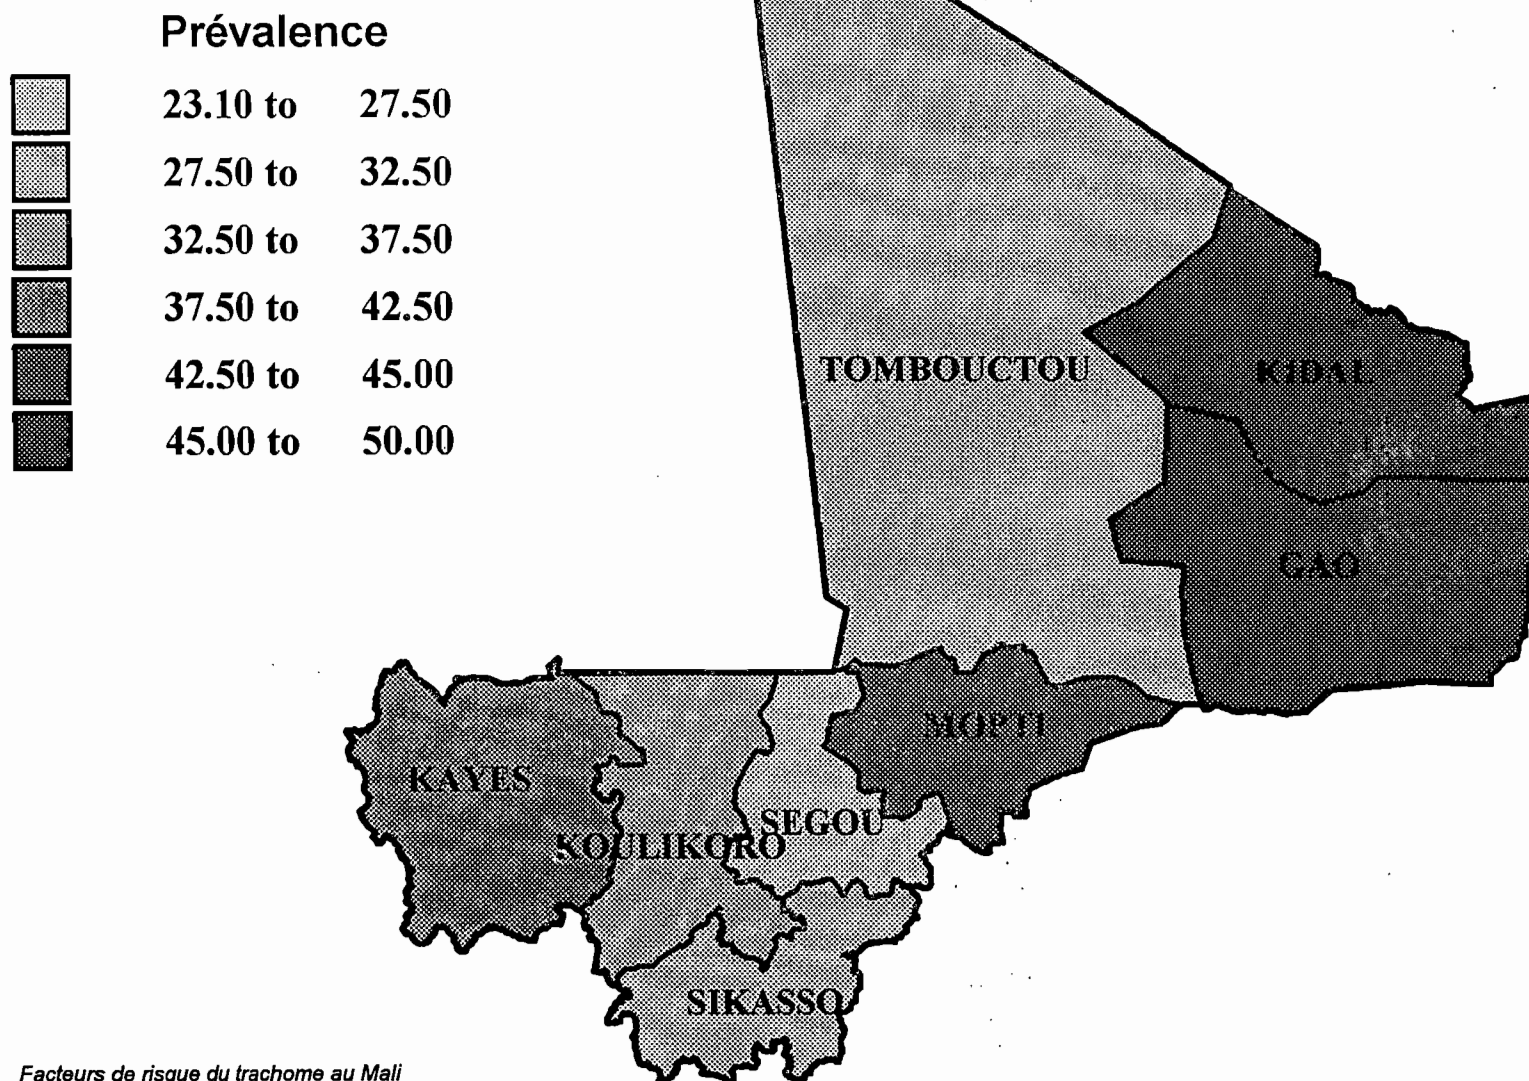 Prévalence
23.10 to 27.50
27.50 to 32.50
32.50 to 37.50
37.50 to 42.50
42.50 to 45.00
45.00 to 50.00
TOMBOUCTOU
KIDAL
GAO
MOPTI
KAYES
SEGOU
KOULIKORO
SIKASSO
Facteurs de risque du trachome au Mali